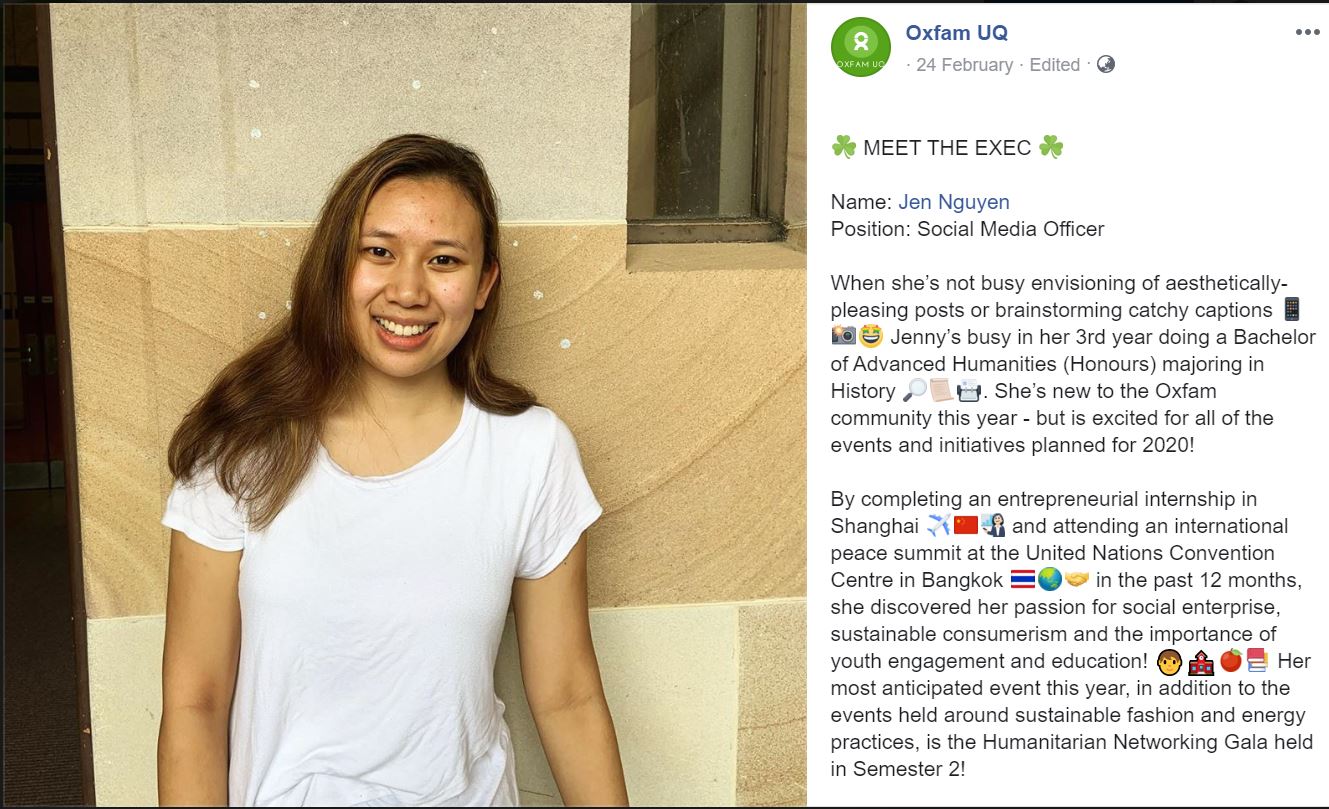 Oxfam UQ
OXFAM UQ
· 24 February · Edited ·
☘ MEET THE EXEC ☘
Name: Jen Nguyen
Position: Social Media Officer
When she’s not busy envisioning of aesthetically-
pleasing posts or brainstorming catchy captions 📱
📸🤩 Jenny’s busy in her 3rd year doing a Bachelor
of Advanced Humanities (Honours) majoring in
History 🔎📜📠. She’s new to the Oxfam
community this year - but is excited for all of the
events and initiatives planned for 2020!
By completing an entrepreneurial internship in
Shanghai ✈️🇨🇳👩‍💼 and attending an international
peace summit at the United Nations Convention
Centre in Bangkok 🇹🇭🌏🤝 in the past 12 months,
she discovered her passion for social enterprise,
sustainable consumerism and the importance of
youth engagement and education! 🧑🏫🍎📚 Her
most anticipated event this year, in addition to the
events held around sustainable fashion and energy
practices, is the Humanitarian Networking Gala held
in Semester 2!